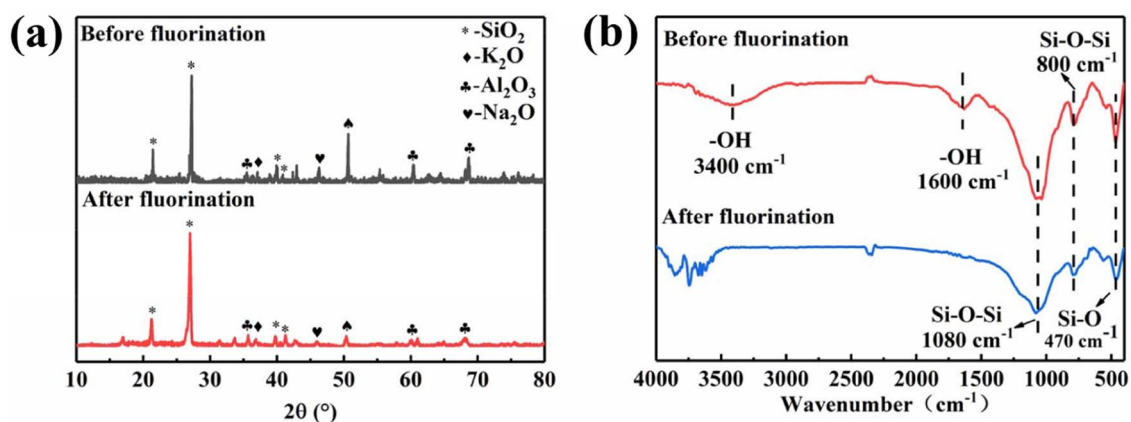 (a)
Before fluorination
*-SiO₂
♦-K₂O
♣-Al₂O₃
♥-Na₂O
* * ♣ ♦ * * ♥ ♠ ♣ ♣
After fluorination
* * ♣ ♦ * * ♥ ♠ ♣ ♣
10 20 30 40 50 60 70 80
2θ (°)
(b)
Before fluorination
Si-O-Si
800 cm⁻¹
-OH
3400 cm⁻¹
-OH
1600 cm⁻¹
After fluorination
Si-O-Si
1080 cm⁻¹
Si-O
470 cm⁻¹
4000 3500 3000 2500 2000 1500 1000 500
Wavenumber（cm⁻¹）